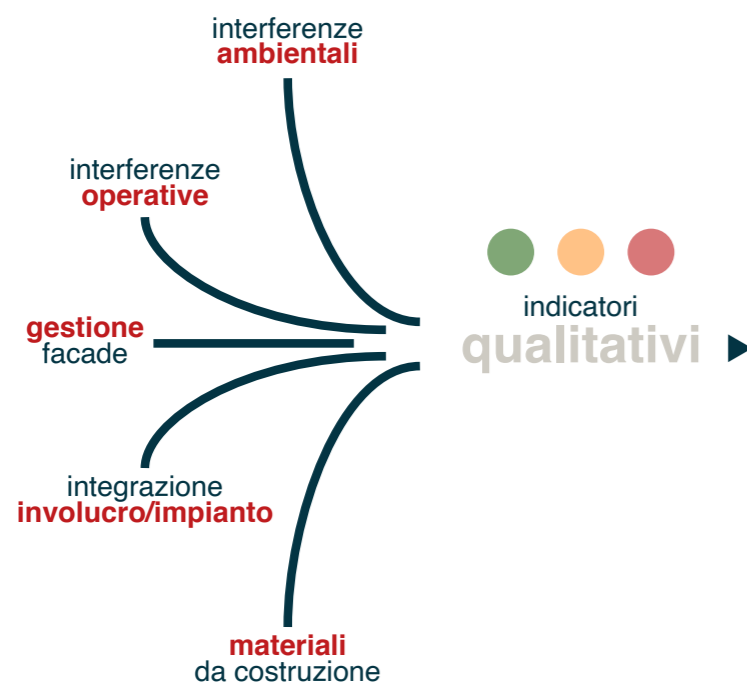 interferenze
ambientali
interferenze
operative
gestione
facade
integrazione
involucro/impianto
materiali
da costruzione
indicatori
qualitativi